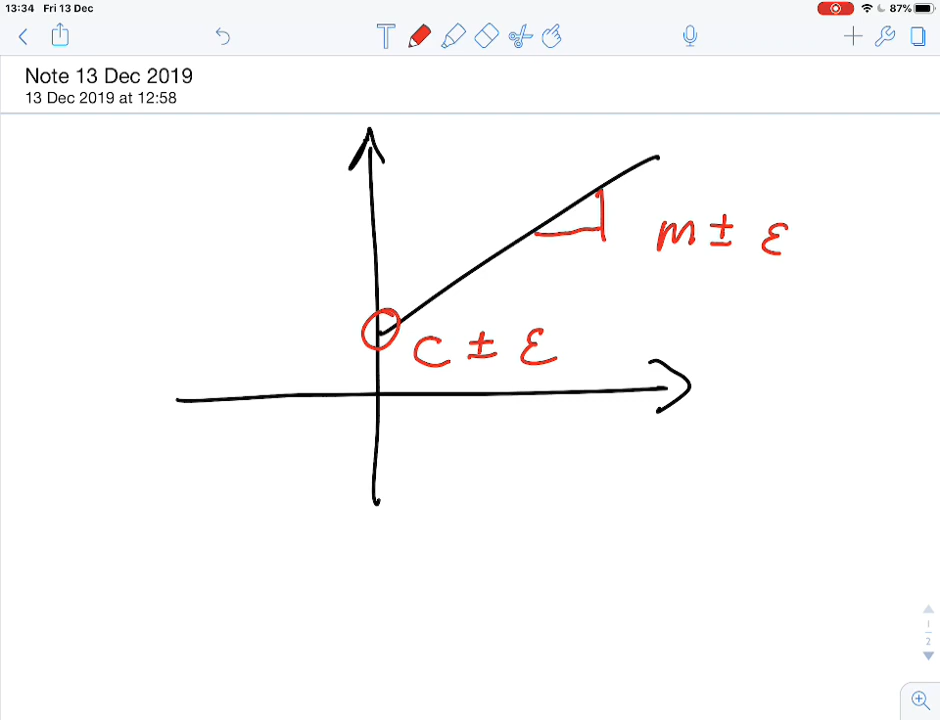 13:34 Fri 13 Dec
87%
T
Note 13 Dec 2019
13 Dec 2019 at 12:58
m ± ε
c ± ε
1
2